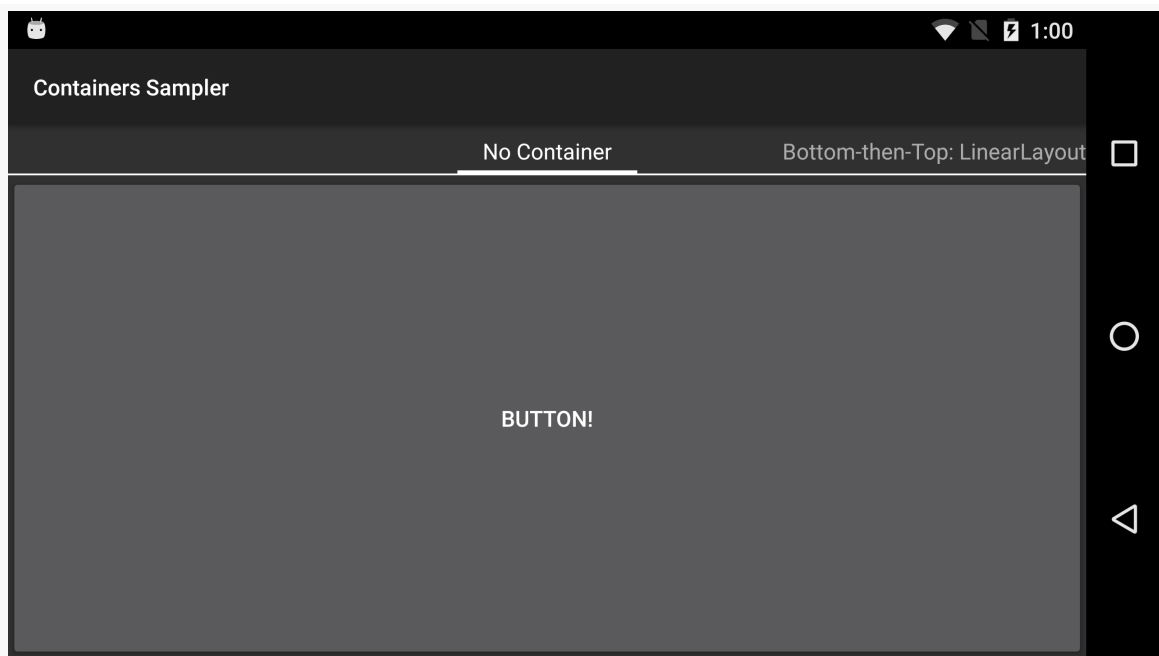 1:00
Containers Sampler
No Container
Bottom-then-Top: LinearLayout
BUTTON!